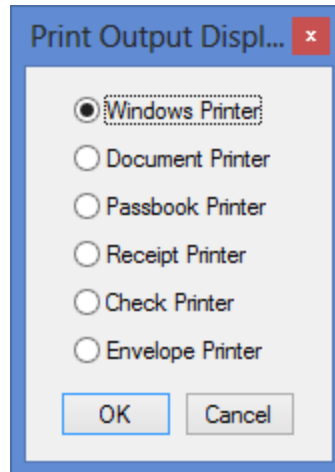 Print Output Displ...
x
Windows Printer
Document Printer
Passbook Printer
Receipt Printer
Check Printer
Envelope Printer
OK Cancel